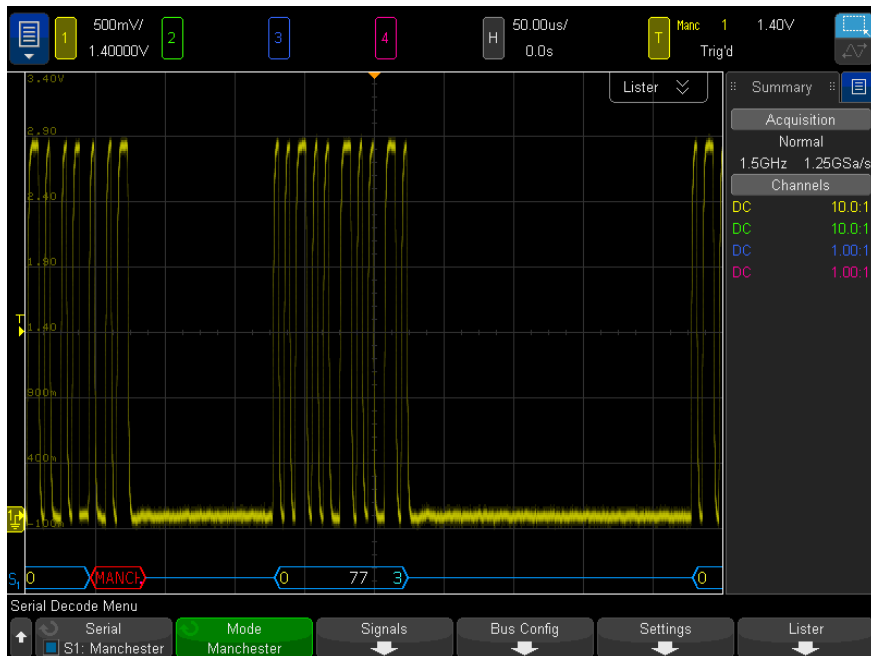 1 500mV/ 1.40000V 2 3 4 H 50.00us/ 0.0s T Manc 1 1.40V Trig'd
3.40V
Lister
Summary
Acquisition
Normal
1.5GHz 1.25GSa/s
Channels
DC 10.0:1
DC 10.0:1
DC 1.00:1
DC 1.00:1
2.90
2.40
1.90
T
1.40
900m
400m
1
-100m
S1 0 MANCH 0 77 3 0
Serial Decode Menu
Serial
S1: Manchester
Mode
Manchester
Signals
Bus Config
Settings
Lister